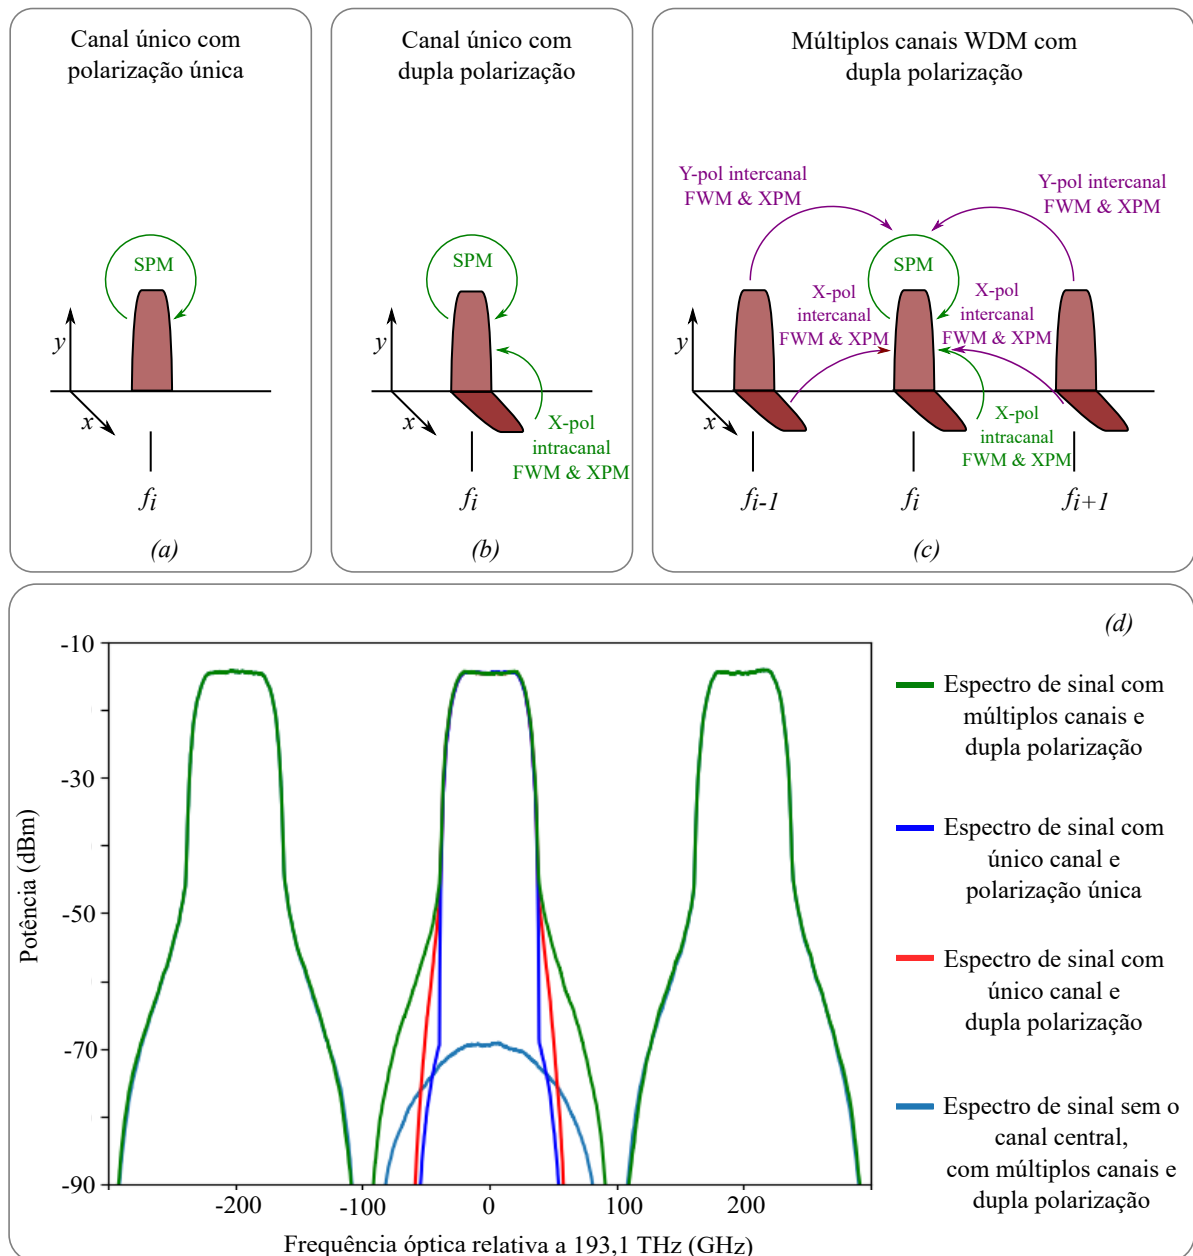 Canal único com
polarização única
SPM
y
x
fi
(a)
Canal único com
dupla polarização
SPM
y
x
X-pol
intracanal
FWM & XPM
fi
(b)
Múltiplos canais WDM com
dupla polarização
Y-pol intercanal
FWM & XPM
Y-pol intercanal
FWM & XPM
SPM
X-pol
intercanal
FWM & XPM
X-pol
intercanal
FWM & XPM
y
x
X-pol
intracanal
FWM & XPM
fi-1
fi
fi+1
(c)
(d)
Potência (dBm)
-10
-30
-50
-70
-90
-200
-100
0
100
200
Frequência óptica relativa a 193,1 THz (GHz)
Espectro de sinal com
múltiplos canais e
dupla polarização
Espectro de sinal com
único canal e
polarização única
Espectro de sinal com
único canal e
dupla polarização
Espectro de sinal sem o
canal central,
com múltiplos canais e
dupla polarização